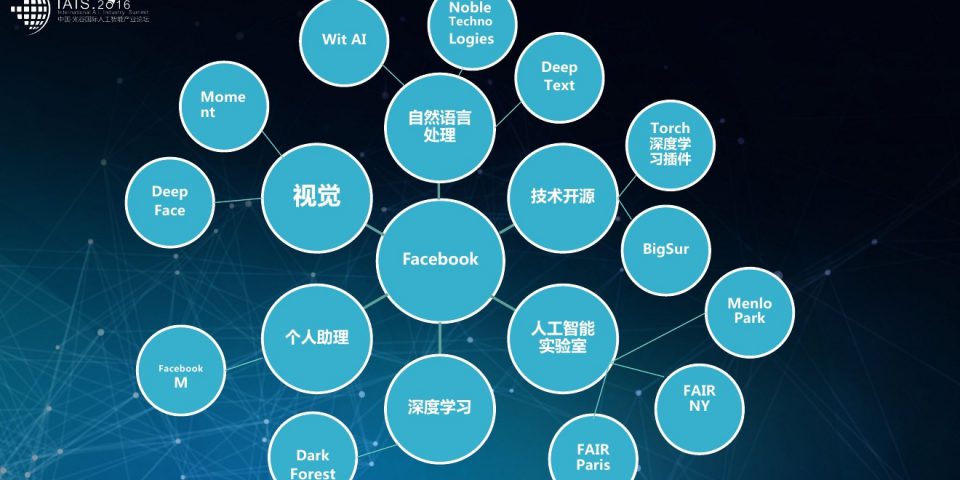 IAIS.2016
International A.I. Industry Summit
中国·光谷国际人工智能产业论坛
Noble
Techno
Logies
Wit AI
Deep
Text
Mome
nt
自然语言
处理
Torch
深度学
习插件
Deep
Face
视觉
技术开源
BigSur
Facebook
Menlo
Park
个人助理
人工智能
实验室
Facebook
M
FAIR
NY
深度学习
Dark
Forest
FAIR
Paris